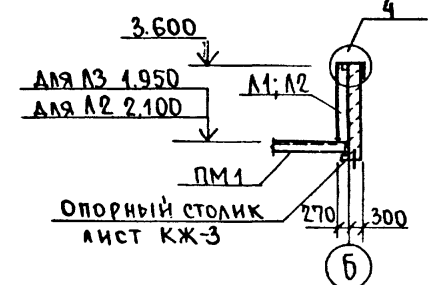 4
3.600
ДЛЯ Л3 1.950
ДЛЯ Л2 2.100
Л1; Л2
ПМ1
ОПОРНЫЙ СТОЛИК
ЛИСТ КЖ-3
270
300
Б